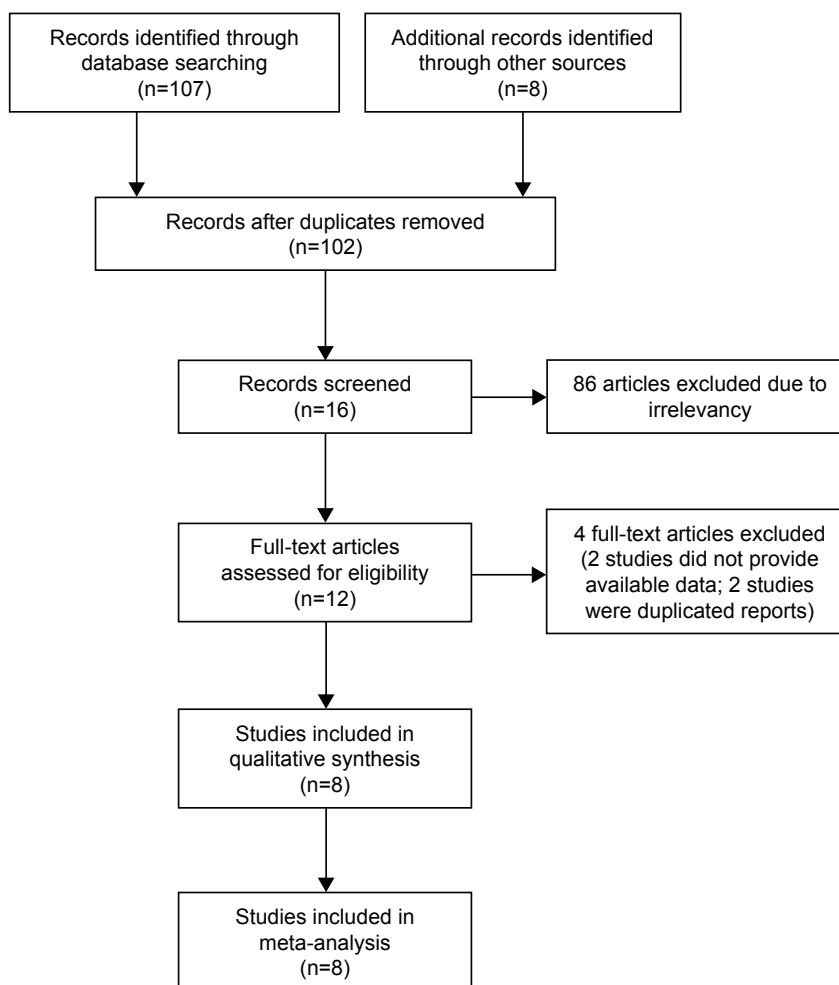 Records identified through
database searching
(n=107)
Additional records identified
through other sources
(n=8)
Records after duplicates removed
(n=102)
Records screened
(n=16)
86 articles excluded due to
irrelevancy
Full-text articles
assessed for eligibility
(n=12)
4 full-text articles excluded
(2 studies did not provide
available data; 2 studies
were duplicated reports)
Studies included in
qualitative synthesis
(n=8)
Studies included in
meta-analysis
(n=8)